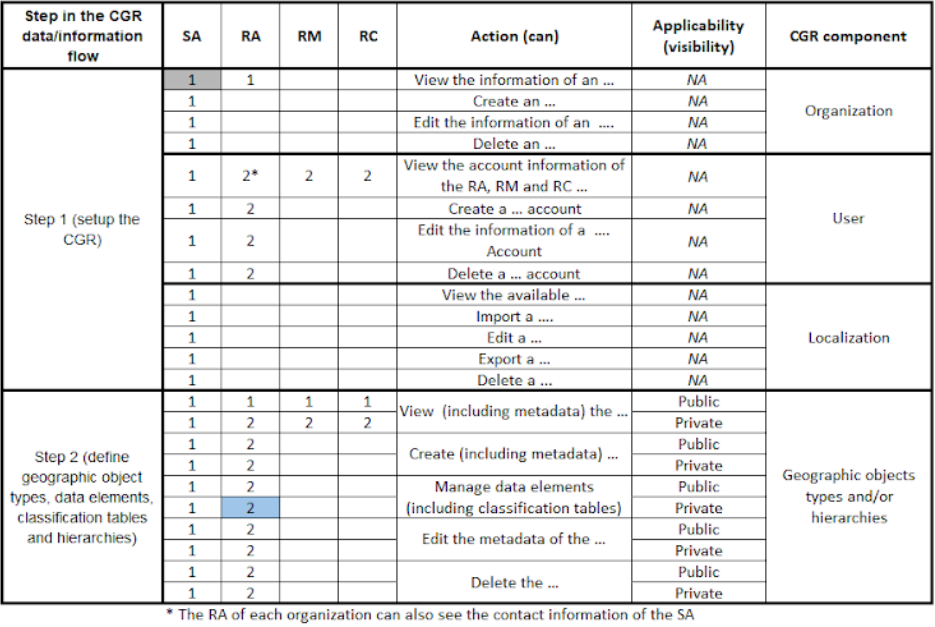 Step in the CGR data/information flow SA RA RM RC Action (can) Applicability (visibility) CGR component
Step 1 (setup the CGR)
1 1 View the information of an ... NA Organization
1 Create an ... NA
1 Edit the information of an .... NA
1 Delete an ... NA
1 2* 2 2 View the account information of the RA, RM and RC ... NA User
1 2 Create a ... account NA
1 2 Edit the information of a .... Account NA
1 2 Delete a ... account NA
1 View the available ... NA Localization
1 Import a .... NA
1 Edit a ... NA
1 Export a ... NA
1 Delete a ... NA
Step 2 (define geographic object types, data elements, classification tables and hierarchies)
1 1 1 1 View (including metadata) the ... Public Geographic objects types and/or hierarchies
1 2 2 2 Private
1 2 Create (including metadata) ... Public
1 2 Private
1 2 Manage data elements (including classification tables) Public
1 2 Private
1 2 Edit the metadata of the ... Public
1 2 Private
1 2 Delete the ... Public
1 2 Private
* The RA of each organization can also see the contact information of the SA